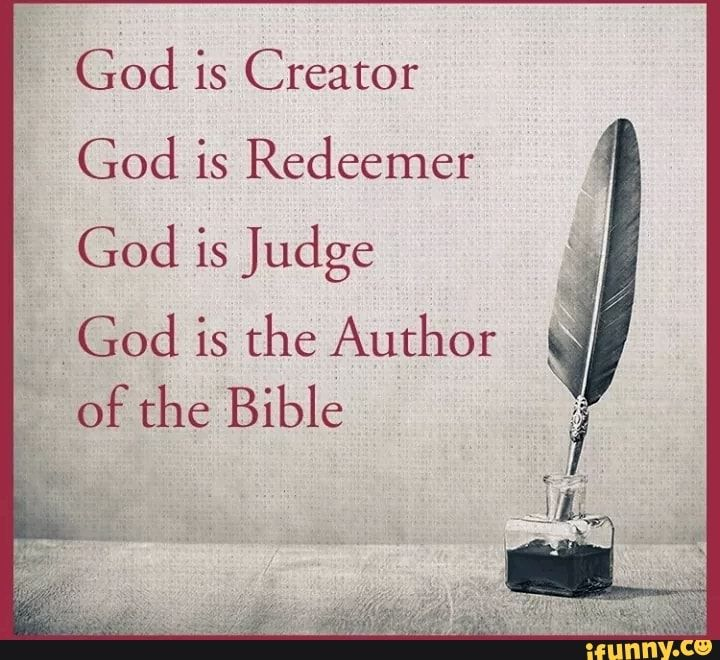 God is Creator
God is Redeemer
God is Judge
God is the Author
of the Bible
ifunny.co